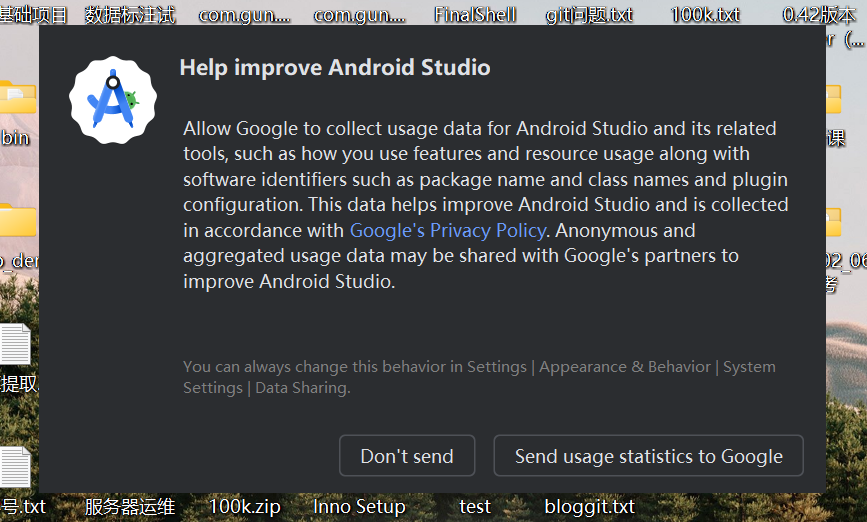 基础项目 数据标注试 com.gun.... com.gun.... FinalShell git问题.txt 100k.txt 0.42版本
r (...
Help improve Android Studio
Allow Google to collect usage data for Android Studio and its related
tools, such as how you use features and resource usage along with
software identifiers such as package name and class names and plugin
configuration. This data helps improve Android Studio and is collected
in accordance with Google's Privacy Policy. Anonymous and
aggregated usage data may be shared with Google's partners to
improve Android Studio.
bin
课
o_der
02_06
考
You can always change this behavior in Settings | Appearance & Behavior | System
Settings | Data Sharing.
提取.
Don't send Send usage statistics to Google
号.txt 服务器运维 100k.zip Inno Setup test bloggit.txt